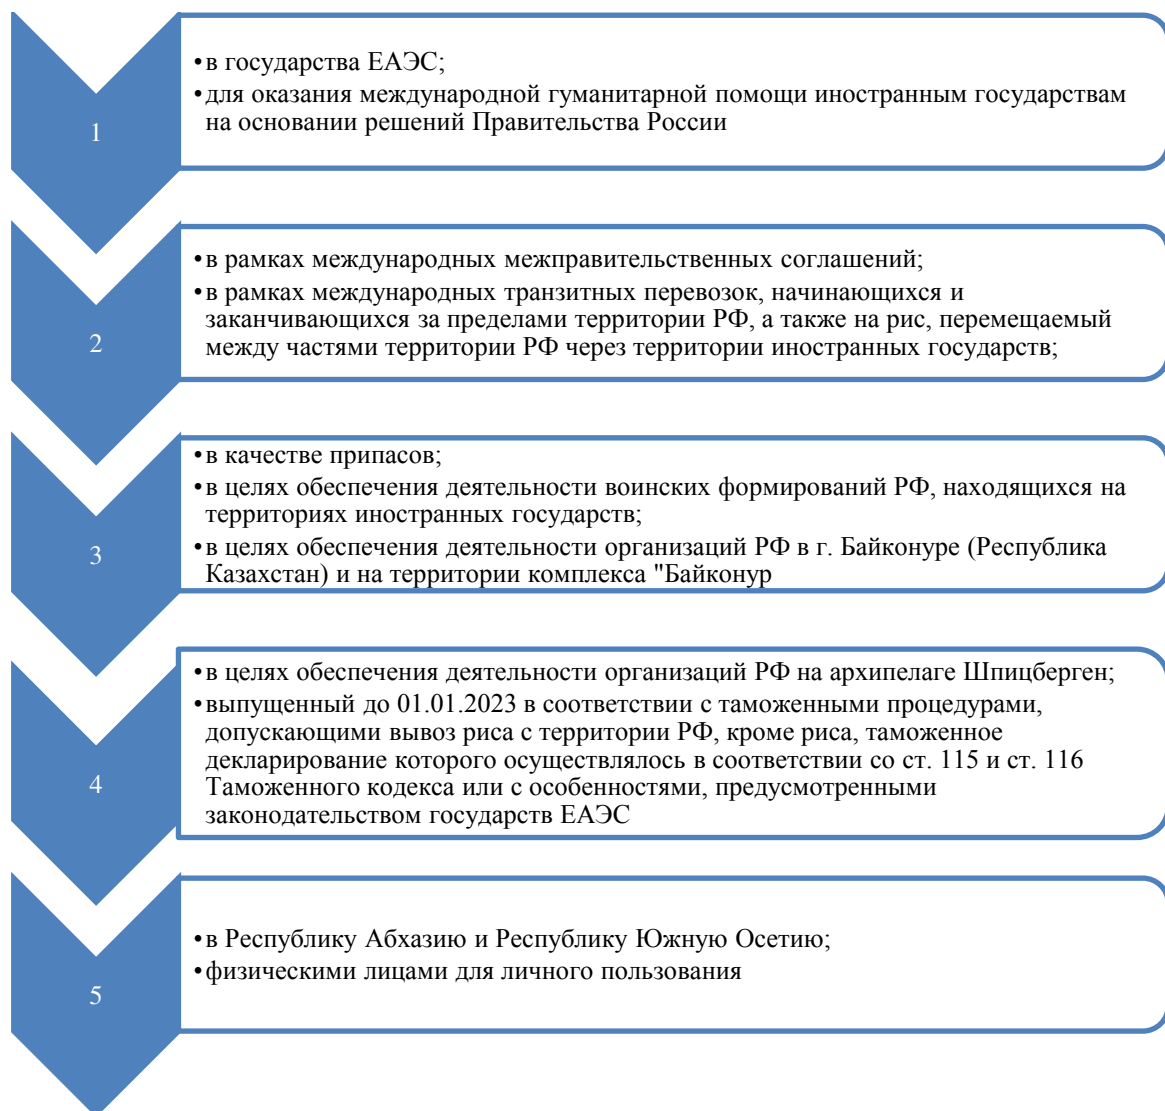 1
•в государства ЕАЭС;
•для оказания международной гуманитарной помощи иностранным государствам
на основании решений Правительства России
2
•в рамках международных межправительственных соглашений;
•в рамках международных транзитных перевозок, начинающихся и
заканчивающихся за пределами территории РФ, а также на рис, перемещаемый
между частями территории РФ через территории иностранных государств;
3
•в качестве припасов;
•в целях обеспечения деятельности воинских формирований РФ, находящихся на
территориях иностранных государств;
•в целях обеспечения деятельности организаций РФ в г. Байконуре (Республика
Казахстан) и на территории комплекса "Байконур
4
•в целях обеспечения деятельности организаций РФ на архипелаге Шпицберген;
•выпущенный до 01.01.2023 в соответствии с таможенными процедурами,
допускающими вывоз риса с территории РФ, кроме риса, таможенное
декларирование которого осуществлялось в соответствии со ст. 115 и ст. 116
Таможенного кодекса или с особенностями, предусмотренными
законодательством государств ЕАЭС
5
•в Республику Абхазию и Республику Южную Осетию;
•физическими лицами для личного пользования